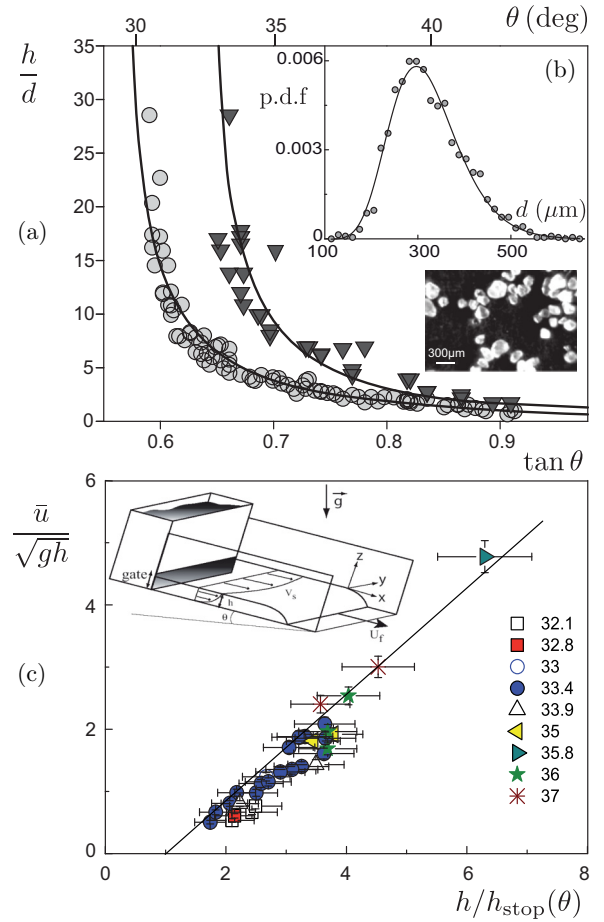 30 35 40 θ (deg)
h/d
35
30
25
20
15
10
5
0
(a)
0.6 0.7 0.8 0.9
tan θ
(b)
p.d.f
0.006
0.003
0
100 300 500
d (μm)
300μm
(c)
ū/√gh
6
4
2
0
0 2 4 6 8
h/h_stop(θ)
g
gate
h
θ
V_s
z
y
x
U_f
32.1
32.8
33
33.4
33.9
35
35.8
36
37